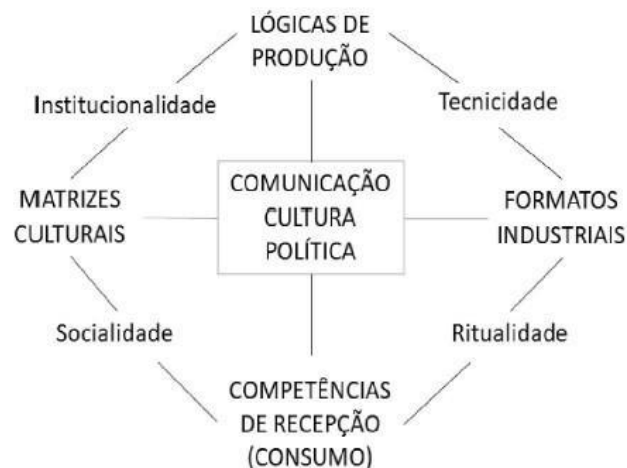 LÓGICAS DE
PRODUÇÃO
Institucionalidade
Tecnicidade
MATRIZES
CULTURAIS
COMUNICAÇÃO
CULTURA
POLÍTICA
FORMATOS
INDUSTRIAIS
Socialidade
Ritualidade
COMPETÊNCIAS
DE RECEPÇÃO
(CONSUMO)